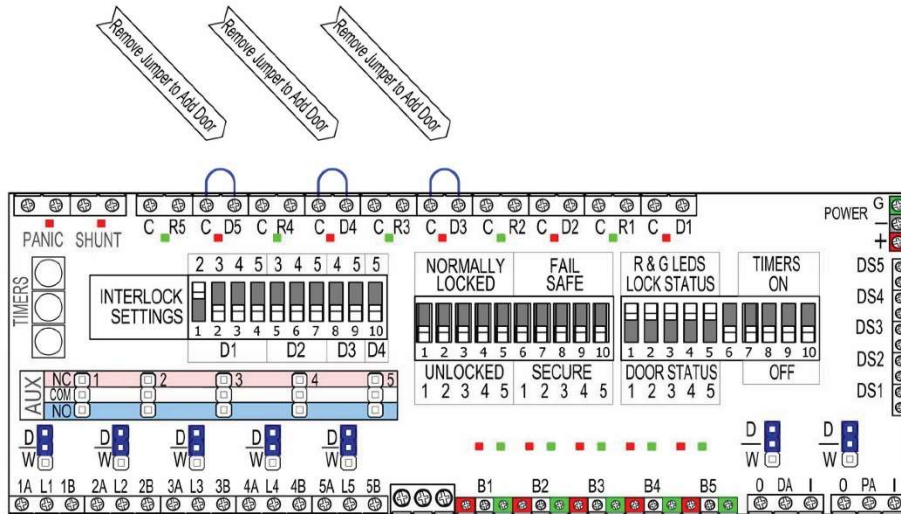 Remove Jumper to Add Door
Remove Jumper to Add Door
Remove Jumper to Add Door
PANIC SHUNT
C R5 C D5 C R4 C D4 C R3 C D3 C R2 C D2 C R1 C D1
POWER G
−
+
TIMERS
INTERLOCK SETTINGS
2 3 4 5 3 4 5 4 5 5
1 2 3 4 5 6 7 8 9 10
D1 D2 D3 D4
NORMALLY LOCKED
FAIL SAFE
1 2 3 4 5 6 7 8 9 10
UNLOCKED
1 2 3 4 5
SECURE
1 2 3 4 5
R & G LEDS
LOCK STATUS
TIMERS ON
1 2 3 4 5 6 7 8 9 10
DOOR STATUS
1 2 3 4 5
OFF
DS5
DS4
DS3
DS2
DS1
AUX
NC 1 2 3 4 5
COM
NO
D D D D D D D
W W W W W W W
1A L1 1B 2A L2 2B 3A L3 3B 4A L4 4B 5A L5 5B
B1 B2 B3 B4 B5
O DA I O PA I